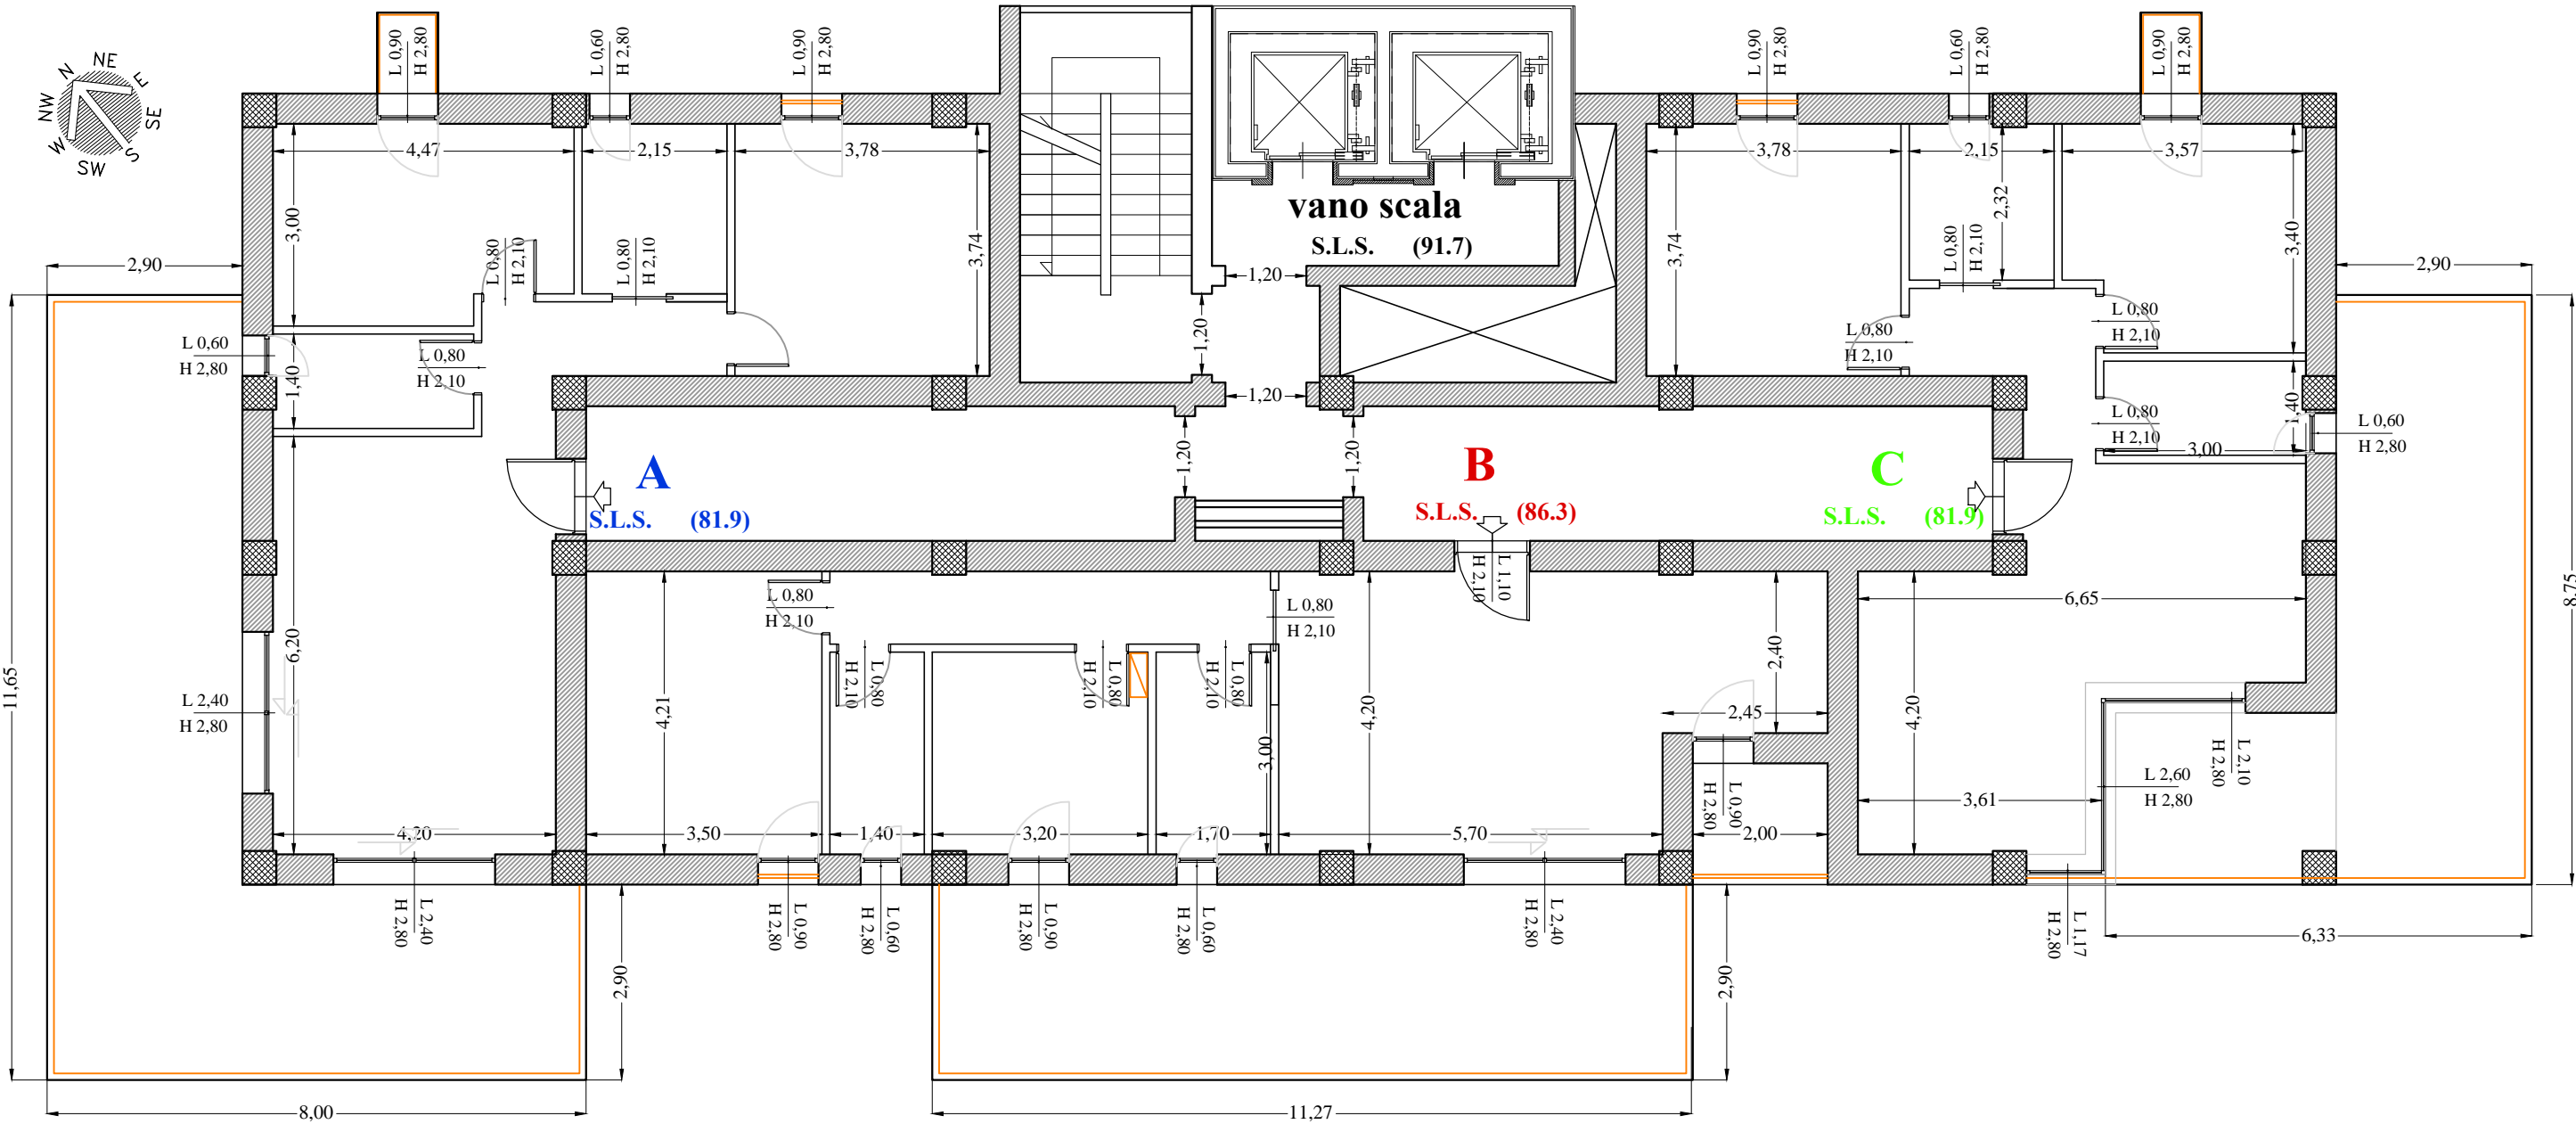 L 0,90
H 2,80
L 0,60
H 2,80
L 0,90
H 2,80
L 0,90
H 2,80
L 0,60
H 2,80
L 0,90
H 2,80
N
NE
E
SE
S
SW
W
NW
4,47
2,15
3,78
3,78
2,15
3,57
3,00
3,74
vano scala
S.L.S. (91.7)
3,74
2,32
3,40
L 0,80
H 2,10
L 0,80
H 2,10
L 0,80
H 2,10
2,90
1,20
2,90
1,20
L 0,80
H 2,10
L 0,80
H 2,10
L 0,60
H 2,80
1,40
L 0,80
H 2,10
1,20
1,40
L 0,80
H 2,10
L 0,60
H 2,80
3,00
1,20
1,20
A
S.L.S. (81.9)
B
S.L.S. (86.3)
C
S.L.S. (81.9)
L 1,10
H 2,10
8,75
11,65
6,20
L 0,80
H 2,10
L 0,80
H 2,10
6,65
2,40
L 2,40
H 2,80
4,21
L 0,80
H 2,10
L 0,80
H 2,10
L 0,80
H 2,10
3,00
4,20
2,45
4,20
L 2,10
H 2,80
L 2,60
H 2,80
L 0,90
H 2,80
3,61
4,20
3,50
1,40
3,20
1,70
5,70
2,00
L 2,40
H 2,80
L 0,90
H 2,80
L 0,60
H 2,80
L 0,90
H 2,80
L 0,60
H 2,80
L 2,40
H 2,80
L 1,17
H 2,80
6,33
2,90
2,90
8,00
11,27